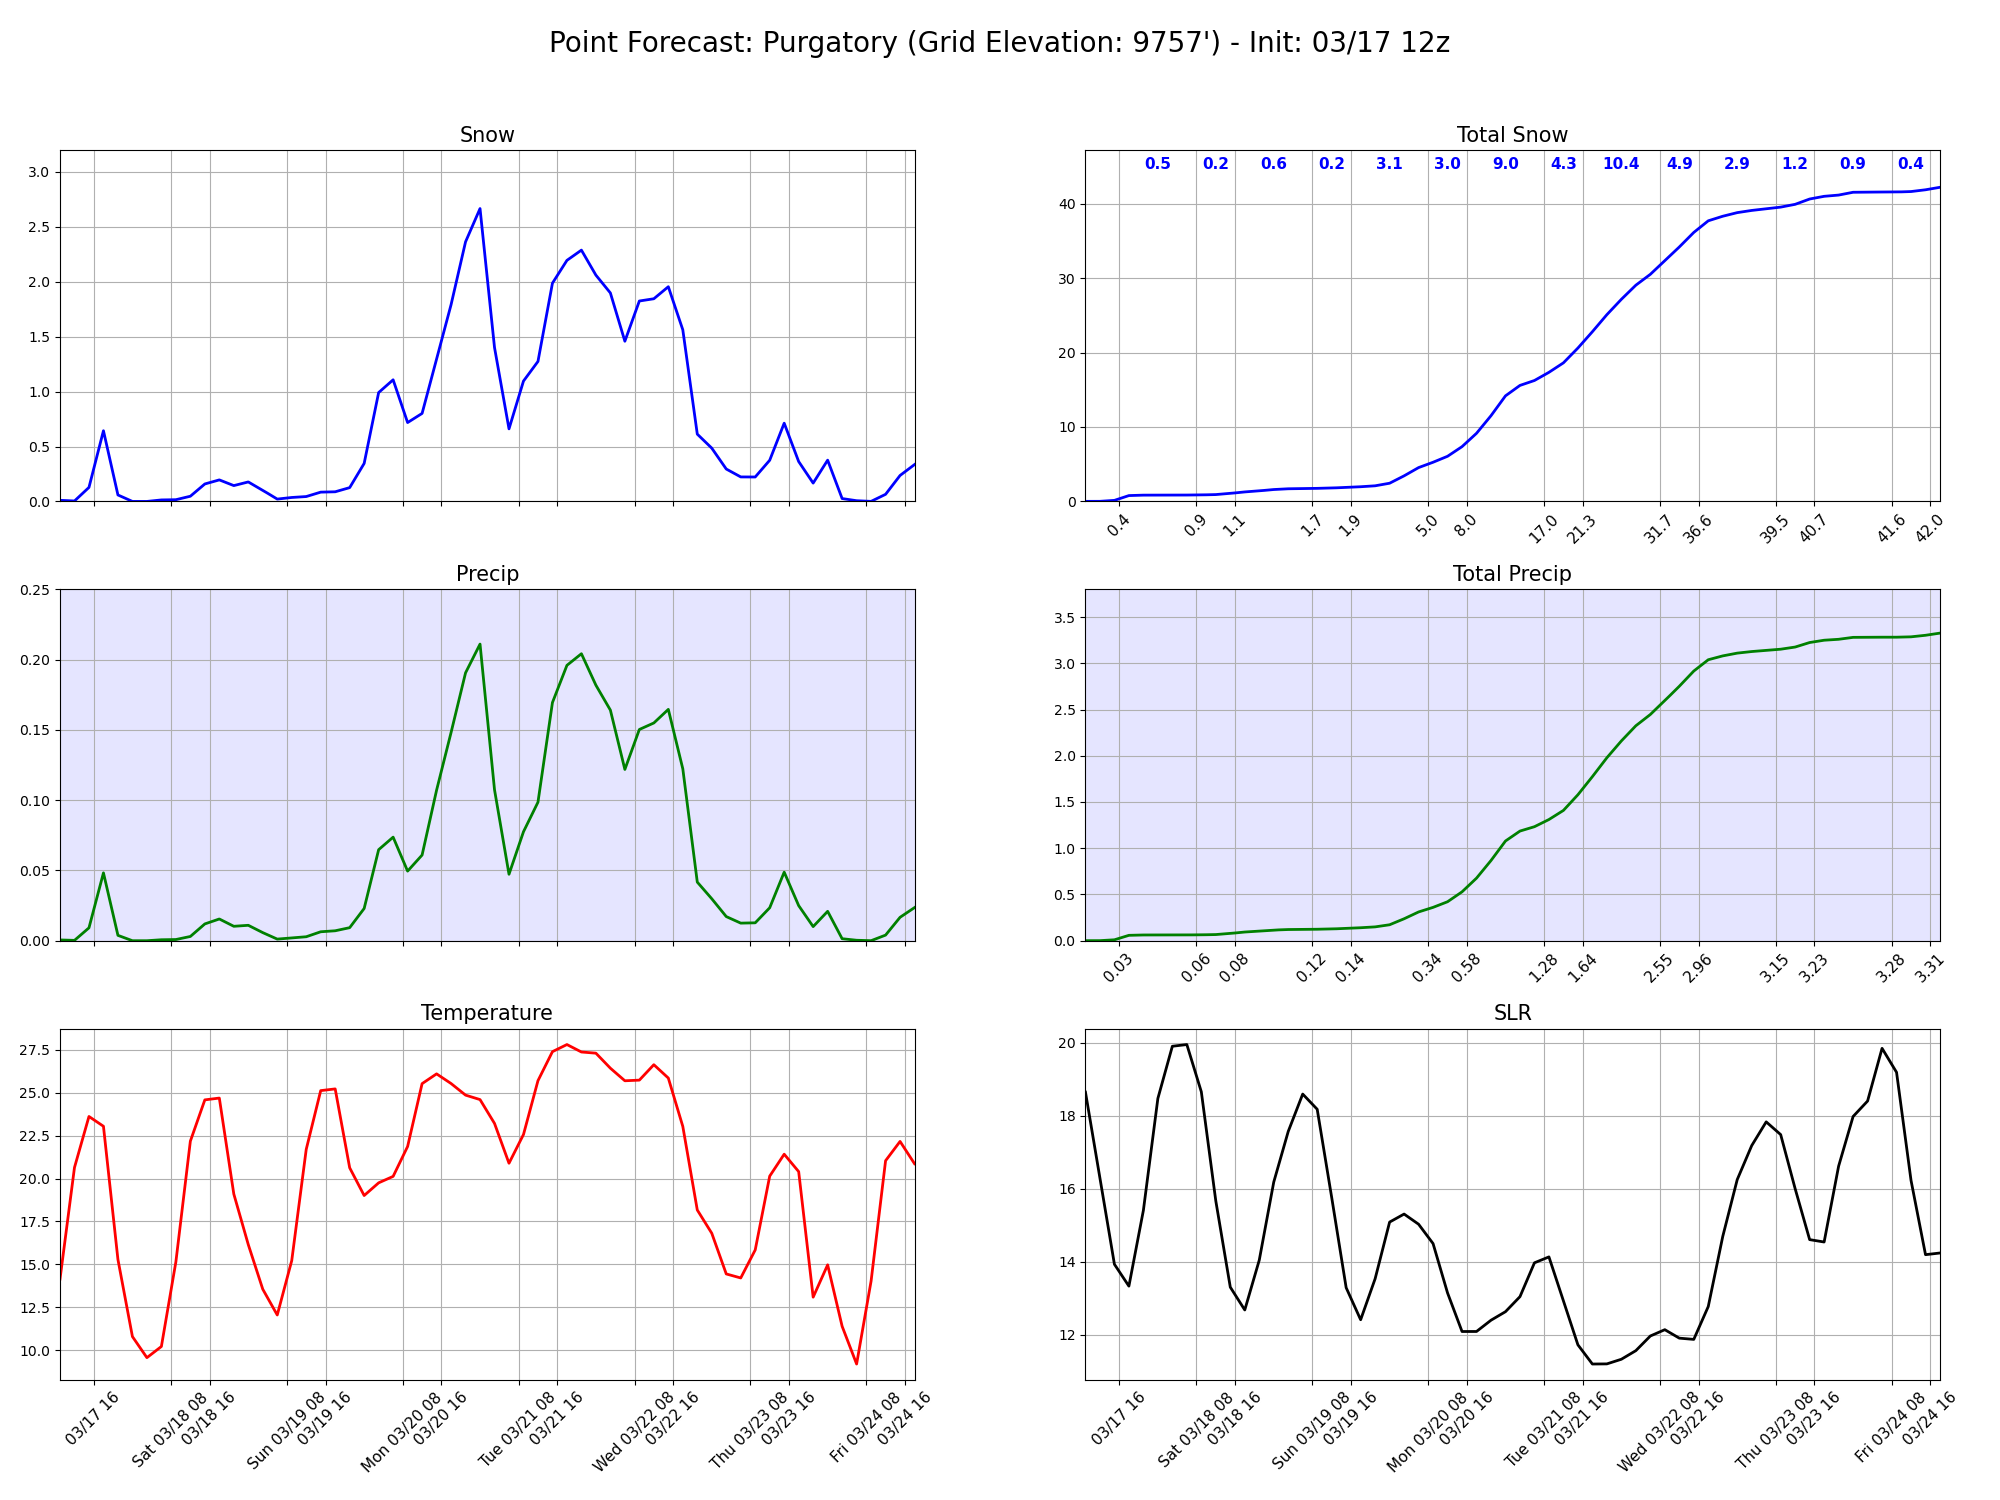 Point Forecast: Purgatory (Grid Elevation: 9757') - Init: 03/17 12z
Snow
3.0
2.5
2.0
1.5
1.0
0.5
0.0
Total Snow
0.5 0.2 0.6 0.2 3.1 3.0 9.0 4.3 10.4 4.9 2.9 1.2 0.9 0.4
40
30
20
10
0
0.4 0.9 1.1 1.7 1.9 5.0 8.0 17.0 21.3 31.7 36.6 39.5 40.7 41.6 42.0
Precip
0.25
0.20
0.15
0.10
0.05
0.00
Total Precip
3.5
3.0
2.5
2.0
1.5
1.0
0.5
0.0
0.03 0.06 0.08 0.12 0.14 0.34 0.58 1.28 1.64 2.55 2.96 3.15 3.23 3.28 3.31
Temperature
27.5
25.0
22.5
20.0
17.5
15.0
12.5
10.0
03/17 16
Sat 03/18 08
03/18 16
Sun 03/19 08
03/19 16
Mon 03/20 08
03/20 16
Tue 03/21 08
03/21 16
Wed 03/22 08
03/22 16
Thu 03/23 08
03/23 16
Fri 03/24 08
03/24 16
SLR
20
18
16
14
12
03/17 16
Sat 03/18 08
03/18 16
Sun 03/19 08
03/19 16
Mon 03/20 08
03/20 16
Tue 03/21 08
03/21 16
Wed 03/22 08
03/22 16
Thu 03/23 08
03/23 16
Fri 03/24 08
03/24 16